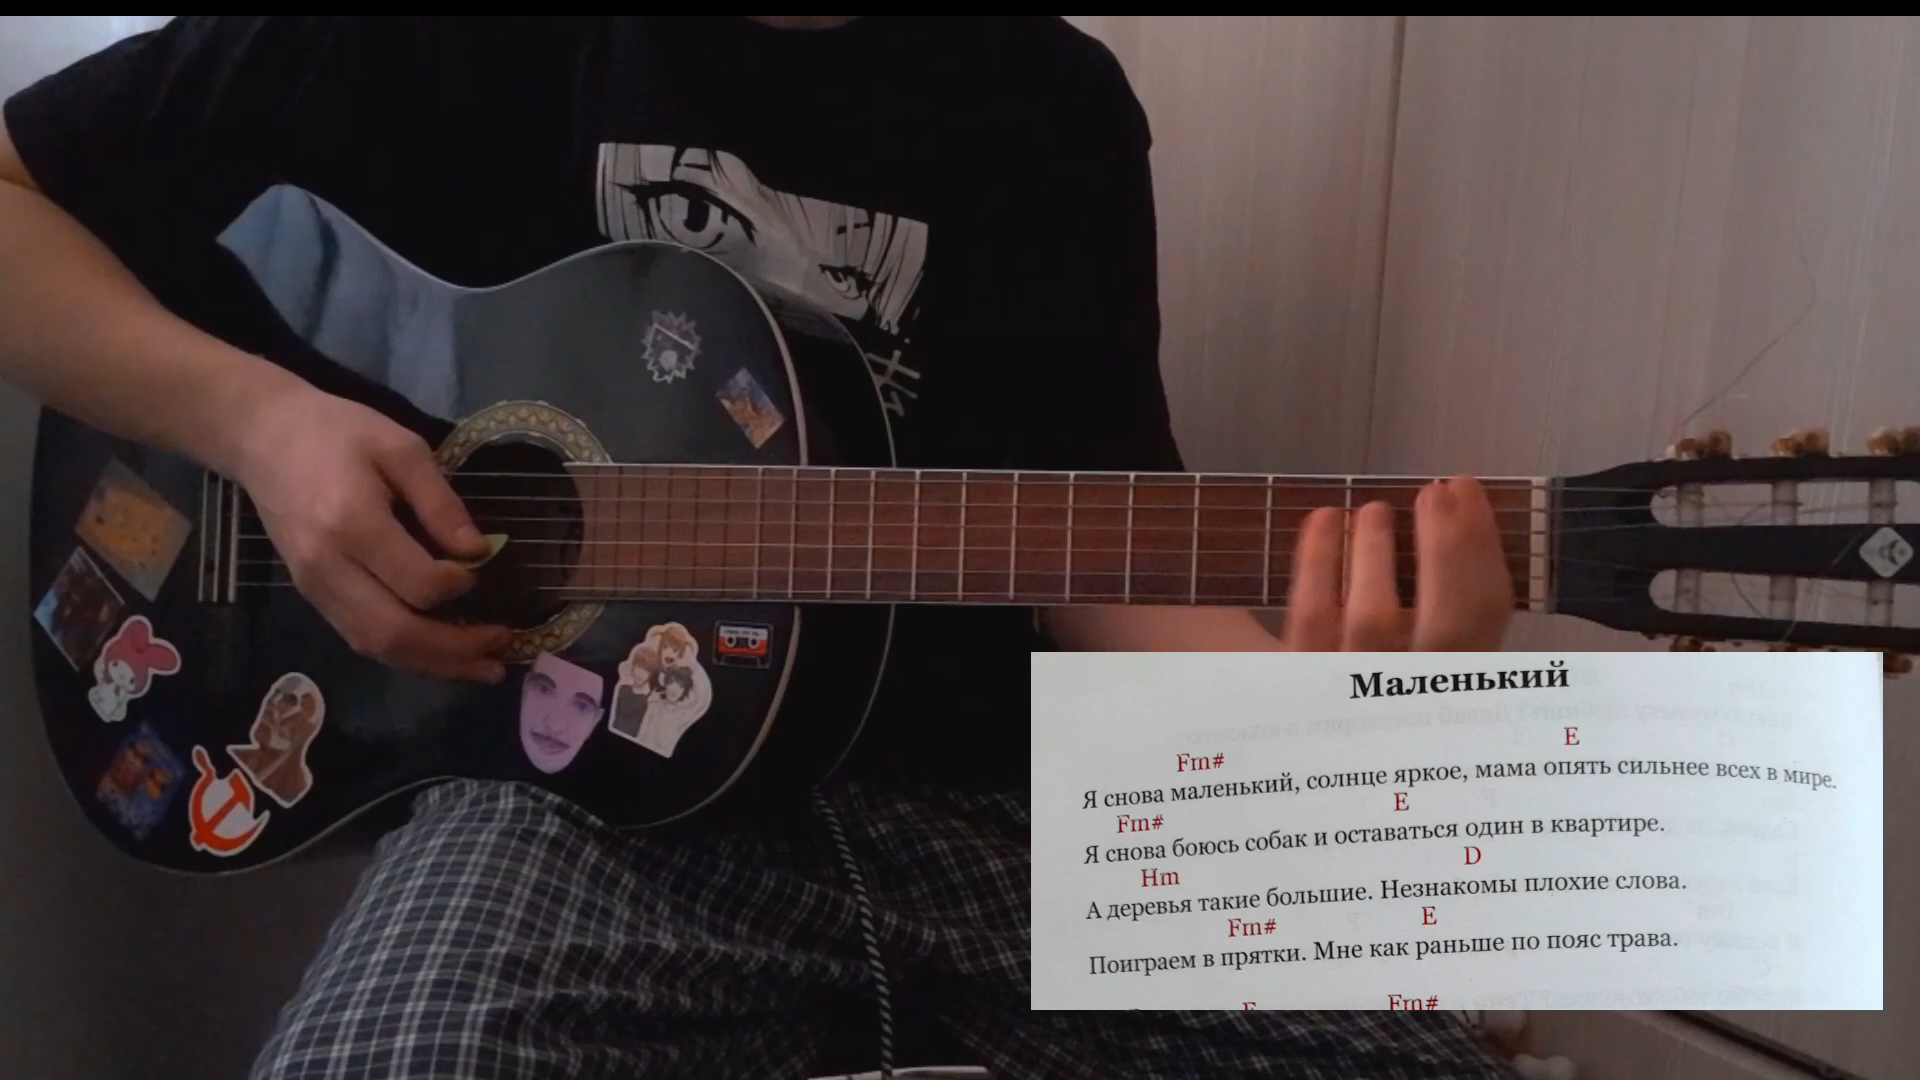 Маленький
Fm# E
Я снова маленький, солнце яркое, мама опять сильнее всех в мире.
Fm# E
Я снова боюсь собак и оставаться один в квартире.
Hm D
А деревья такие большие. Незнакомы плохие слова.
Fm# E
Поиграем в прятки. Мне как раньше по пояс трава.
E Fm#